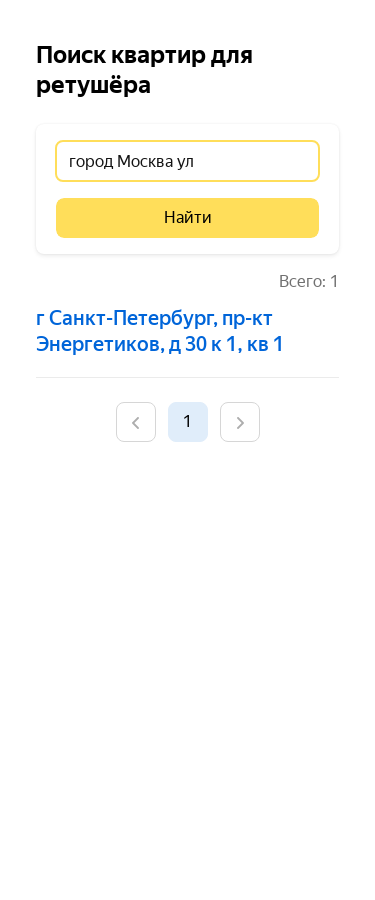 Поиск квартир для
ретушёра
город Москва ул
Найти
Всего: 1
г Санкт-Петербург, пр-кт
Энергетиков, д 30 к 1, кв 1
1